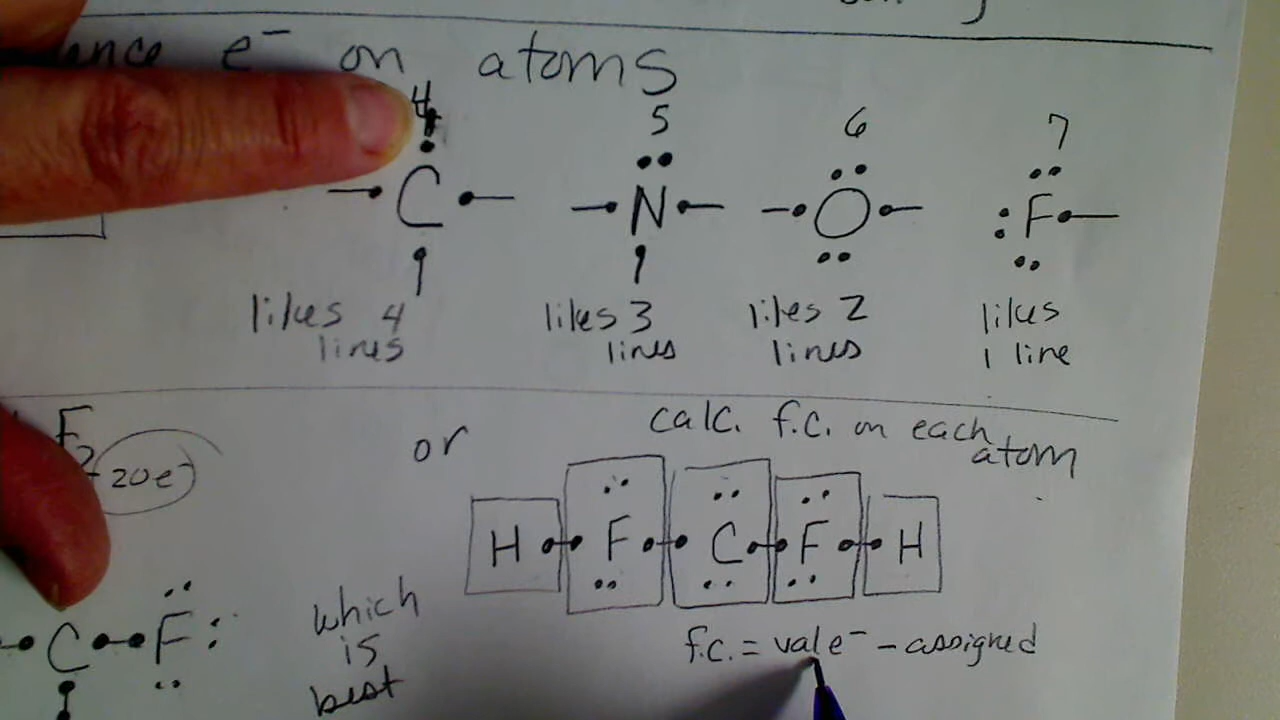 e⁻ on atoms
4 5 6 7
C N O F
likes 4 lines
likes 3 lines
likes 2 lines
likes 1 line
F₂ 20e⁻
or
calc. f.c. on each atom
H F C F H
C F
which is best
f.c. = val e⁻ - assigned